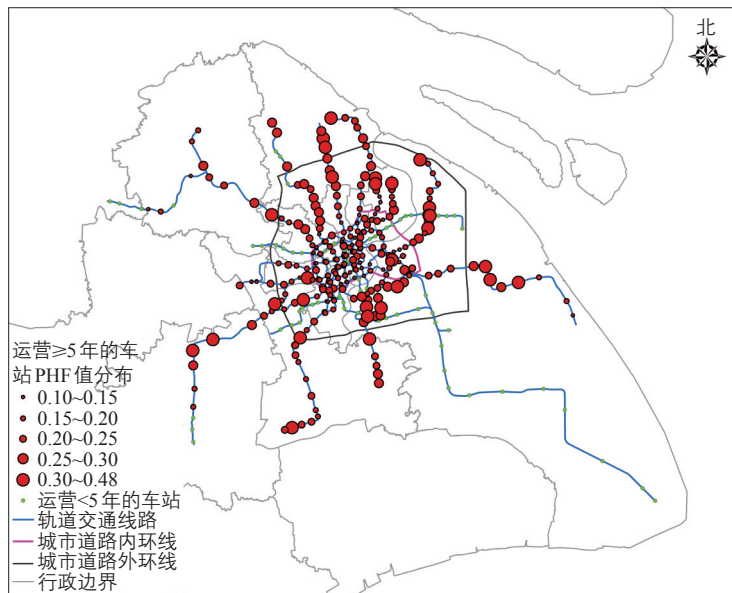 北
运营≥5年的车
站PHF值分布
0.10~0.15
0.15~0.20
0.20~0.25
0.25~0.30
0.30~0.48
运营<5年的车站
轨道交通线路
城市道路内环线
城市道路外环线
行政边界